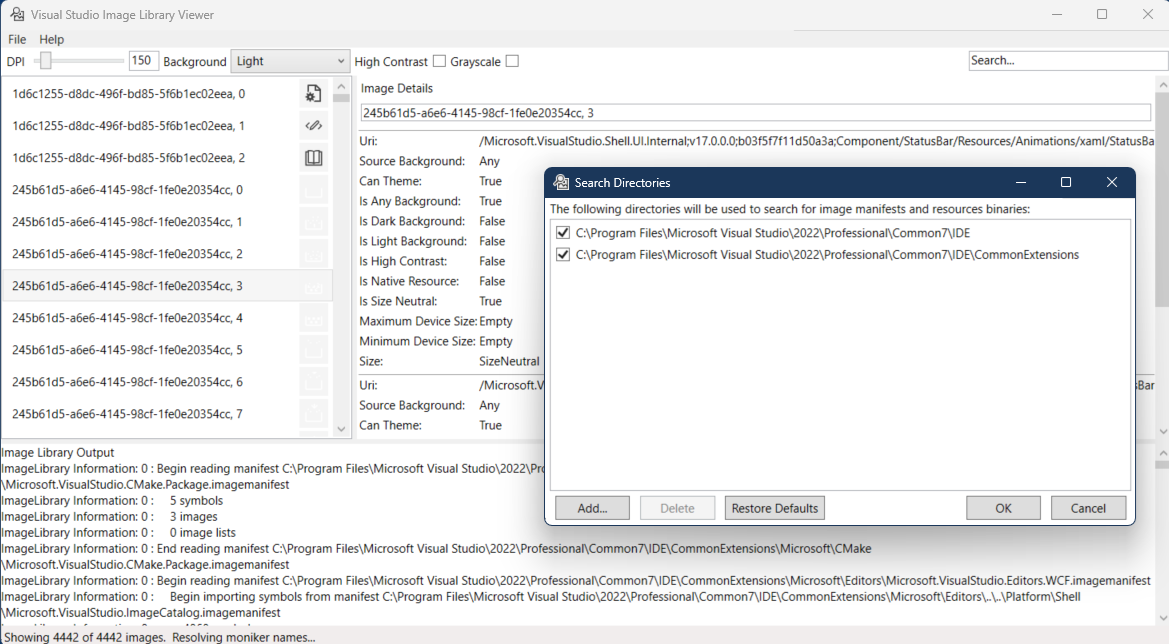 Visual Studio Image Library Viewer
File Help
DPI 150 Background Light High Contrast Grayscale Search...
1d6c1255-d8dc-496f-bd85-5f6b1ec02eea, 0
1d6c1255-d8dc-496f-bd85-5f6b1ec02eea, 1
1d6c1255-d8dc-496f-bd85-5f6b1ec02eea, 2
245b61d5-a6e6-4145-98cf-1fe0e20354cc, 0
245b61d5-a6e6-4145-98cf-1fe0e20354cc, 1
245b61d5-a6e6-4145-98cf-1fe0e20354cc, 2
245b61d5-a6e6-4145-98cf-1fe0e20354cc, 3
245b61d5-a6e6-4145-98cf-1fe0e20354cc, 4
245b61d5-a6e6-4145-98cf-1fe0e20354cc, 5
245b61d5-a6e6-4145-98cf-1fe0e20354cc, 6
245b61d5-a6e6-4145-98cf-1fe0e20354cc, 7
Image Details
245b61d5-a6e6-4145-98cf-1fe0e20354cc, 3
Uri: /Microsoft.VisualStudio.Shell.UI.Internal;v17.0.0.0;b03f5f7f11d50a3a;Component/StatusBar/Resources/Animations/xaml/StatusBa
Source Background: Any
Can Theme: True
Is Any Background: True
Is Dark Background: False
Is Light Background: False
Is High Contrast: False
Is Native Resource: False
Is Size Neutral: True
Maximum Device Size: Empty
Minimum Device Size: Empty
Size: SizeNeutral
Uri: /Microsoft.V sBar
Source Background: Any
Can Theme: True
Search Directories
The following directories will be used to search for image manifests and resources binaries:
C:\Program Files\Microsoft Visual Studio\2022\Professional\Common7\IDE
C:\Program Files\Microsoft Visual Studio\2022\Professional\Common7\IDE\CommonExtensions
Add... Delete Restore Defaults OK Cancel
Image Library Output
ImageLibrary Information: 0 : Begin reading manifest C:\Program Files\Microsoft Visual Studio\2022\Pro
\Microsoft.VisualStudio.CMake.Package.imagemanifest
ImageLibrary Information: 0 : 5 symbols
ImageLibrary Information: 0 : 3 images
ImageLibrary Information: 0 : 0 image lists
ImageLibrary Information: 0 : End reading manifest C:\Program Files\Microsoft Visual Studio\2022\Professional\Common7\IDE\CommonExtensions\Microsoft\CMake
\Microsoft.VisualStudio.CMake.Package.imagemanifest
ImageLibrary Information: 0 : Begin reading manifest C:\Program Files\Microsoft Visual Studio\2022\Professional\Common7\IDE\CommonExtensions\Microsoft\Editors\Microsoft.VisualStudio.Editors.WCF.imagemanifest
ImageLibrary Information: 0 : Begin importing symbols from manifest C:\Program Files\Microsoft Visual Studio\2022\Professional\Common7\IDE\CommonExtensions\Microsoft\Editors\..\..\Platform\Shell
\Microsoft.VisualStudio.ImageCatalog.imagemanifest
Showing 4442 of 4442 images. Resolving moniker names...